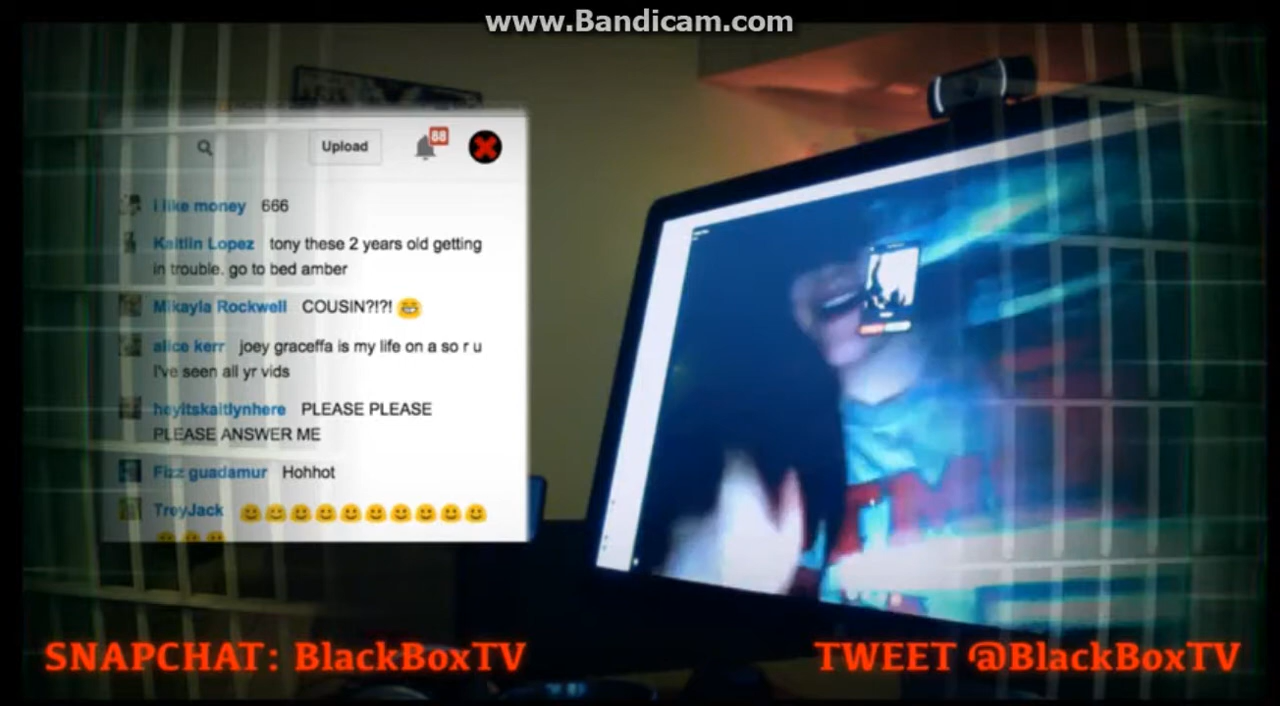 www.Bandicam.com
Upload
88
i like money 666
Kaitlin Lopez tony these 2 years old getting
in trouble. go to bed amber
Mikayla Rockwell COUSIN?!?! 😁
alice kerr joey graceffa is my life on a so r u
I've seen all yr vids
heyitskaitlynhere PLEASE PLEASE
PLEASE ANSWER ME
Fizz guadamur Hohhot
TroyJack 😊😊😊😊😊😊😊😊😊😊
😊😊😊
SNAPCHAT: BlackBoxTV
TWEET @BlackBoxTV